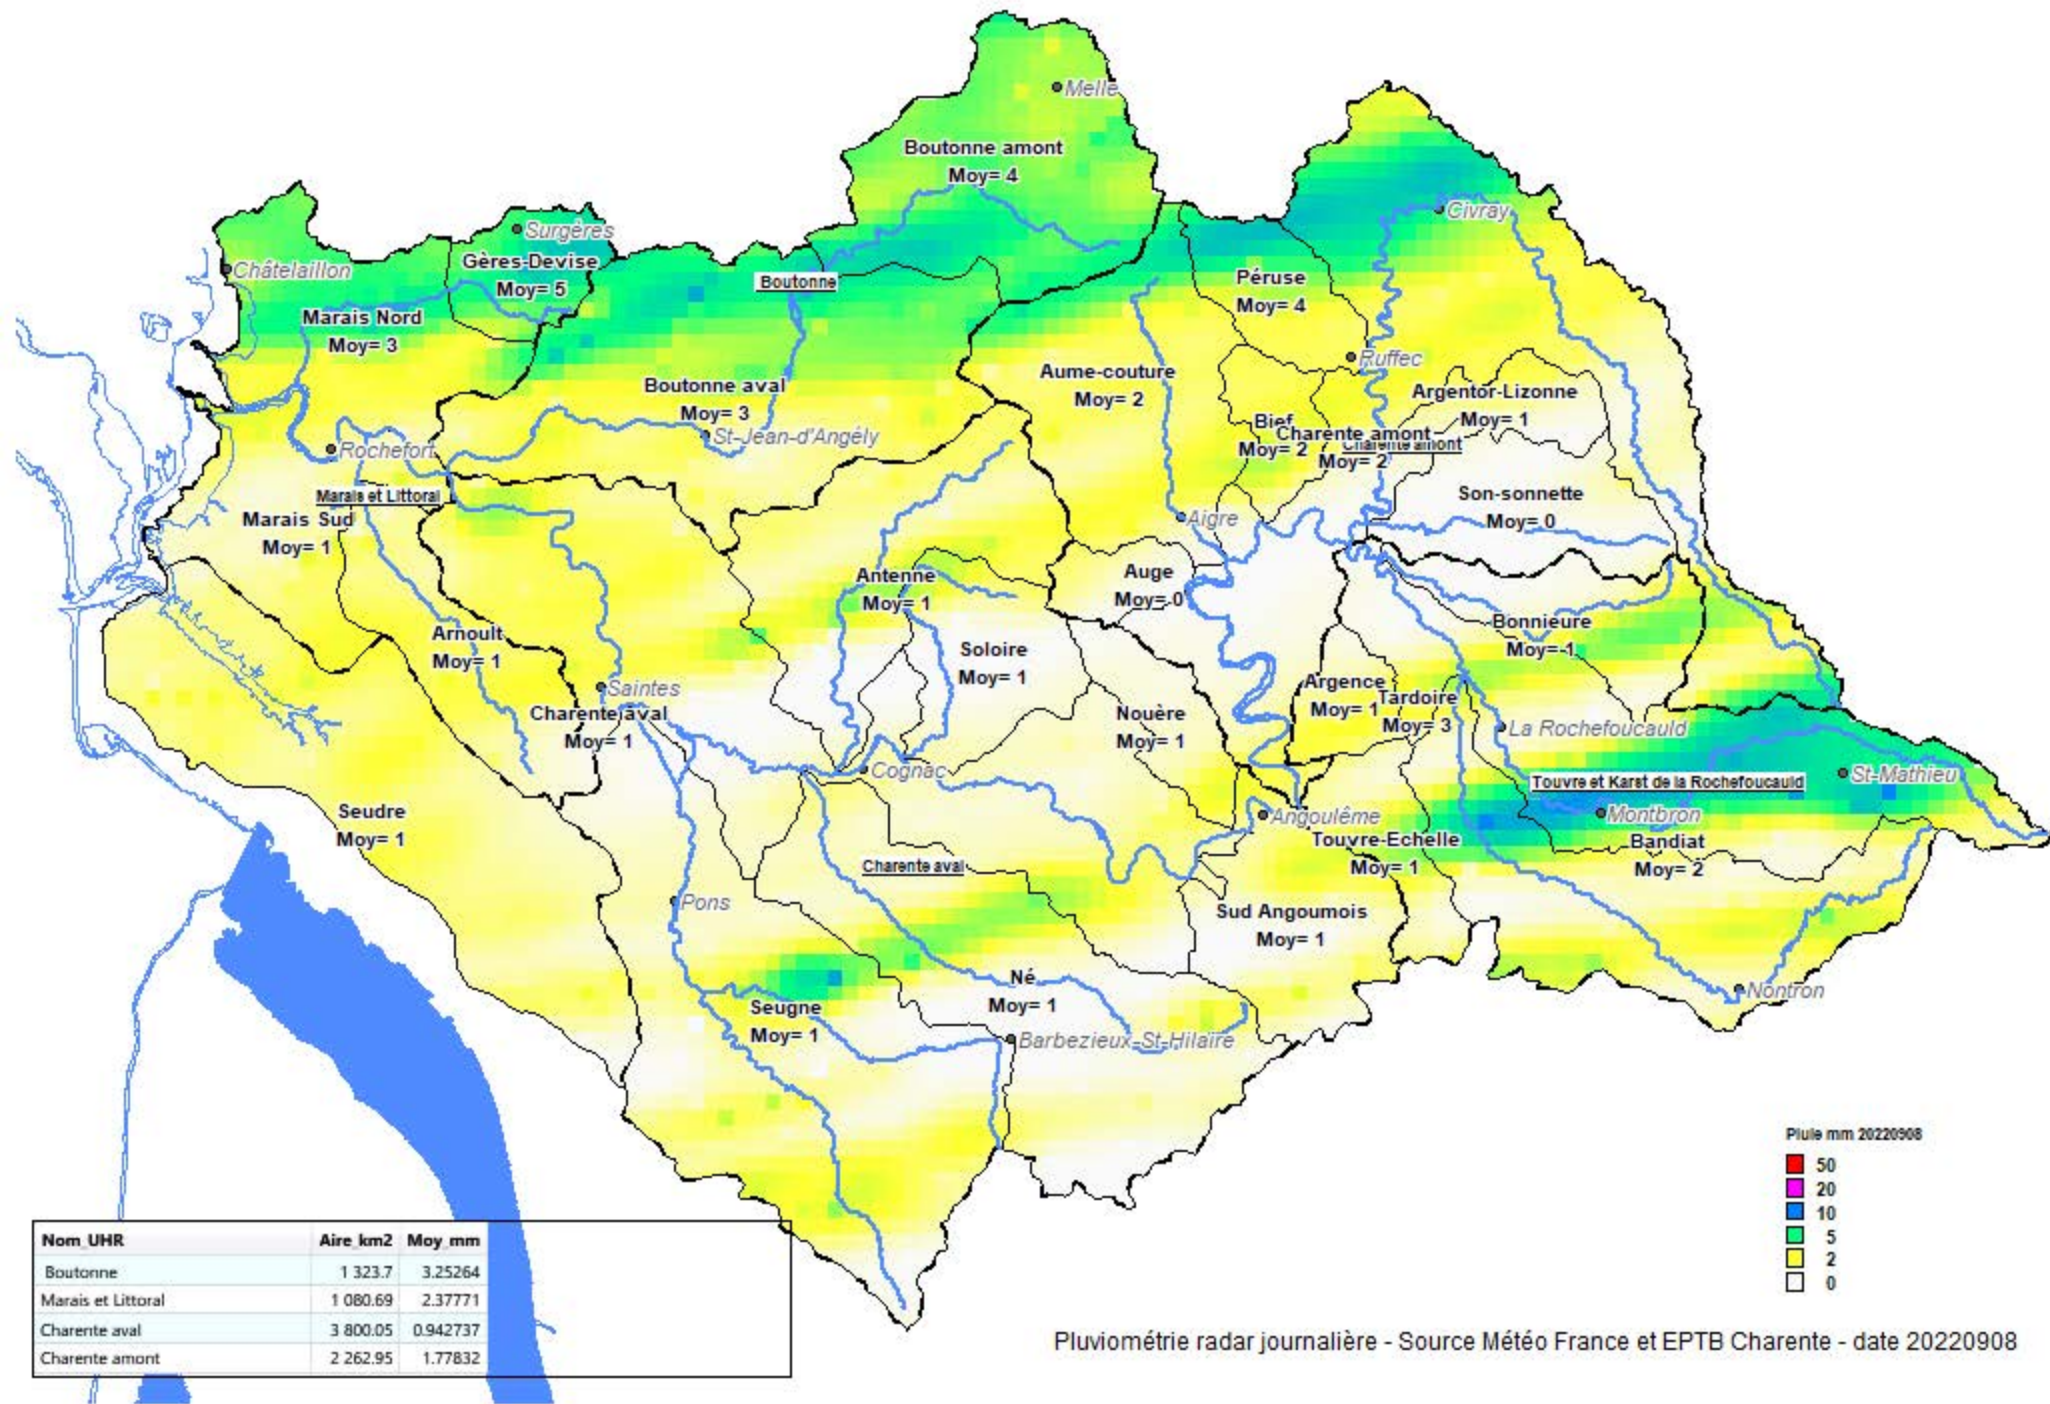 Melle
Boutonne amont
Moy= 4
Civray
Surgères
Châtelaillon
Gères-Devise
Moy= 5
Boutonne
Péruse
Moy= 4
Marais Nord
Moy= 3
Ruffec
Aume-couture
Moy= 2
Boutonne aval
Moy= 3
Argentor-Lizonne
Moy= 1
Bief
Moy= 2
Charente amont
Moy= 2
Charente amont
St-Jean-d'Angély
Rochefort
Marais et Littoral
Marais Sud
Moy= 1
Son-sonnette
Moy= 0
Aigre
Antenne
Moy= 1
Auge
Moy= 0
Bonnieure
Moy= 1
Arnoult
Moy= 1
Soloire
Moy= 1
Saintes
Charente aval
Moy= 1
Argence
Moy= 1
Tardoire
Moy= 3
Nouère
Moy= 1
La Rochefoucauld
Cognac
Touvre et Karst de la Rochefoucauld
St-Mathieu
Seudre
Moy= 1
Angoulême
Montbron
Touvre-Echelle
Moy= 1
Bandiat
Moy= 2
Charente aval
Pons
Sud Angoumois
Moy= 1
Né
Moy= 1
Nontron
Seugne
Moy= 1
Barbezieux-St-Hilaire
Pluie mm 20220908
50
20
10
5
2
0
Nom_UHR Aire_km2 Moy_mm
Boutonne 1 323.7 3.25264
Marais et Littoral 1 080.69 2.37771
Charente aval 3 800.05 0.942737
Charente amont 2 262.95 1.77832
Pluviométrie radar journalière - Source Météo France et EPTB Charente - date 20220908